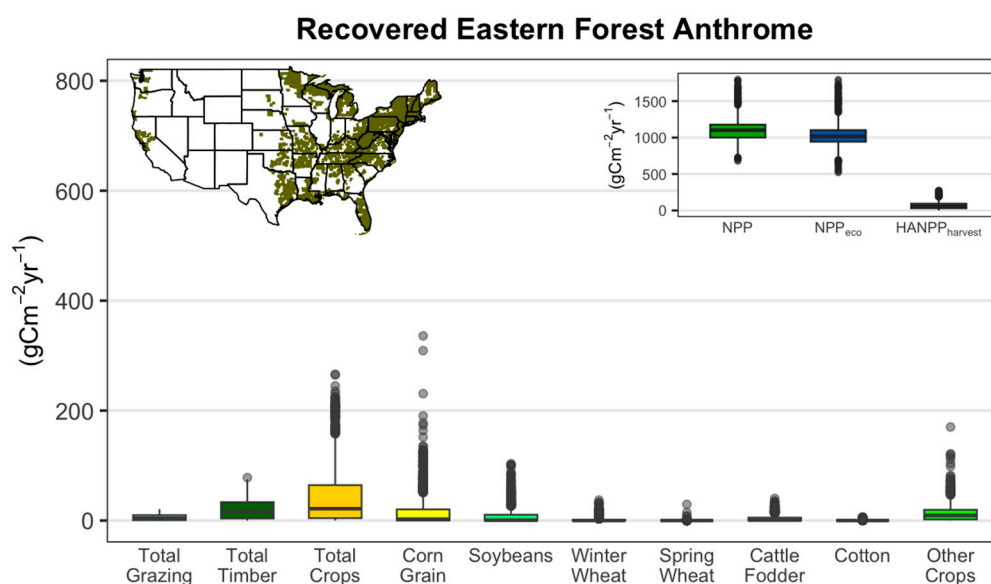 Recovered Eastern Forest Anthrome
(gCm⁻²yr⁻¹)
800
600
400
200
0
(gCm⁻²yr⁻¹)
1500
1000
500
0
NPP NPPeco HANPPharvest
Total Total Total Corn Soybeans Winter Spring Cattle Cotton Other
Grazing Timber Crops Grain Wheat Wheat Fodder Crops